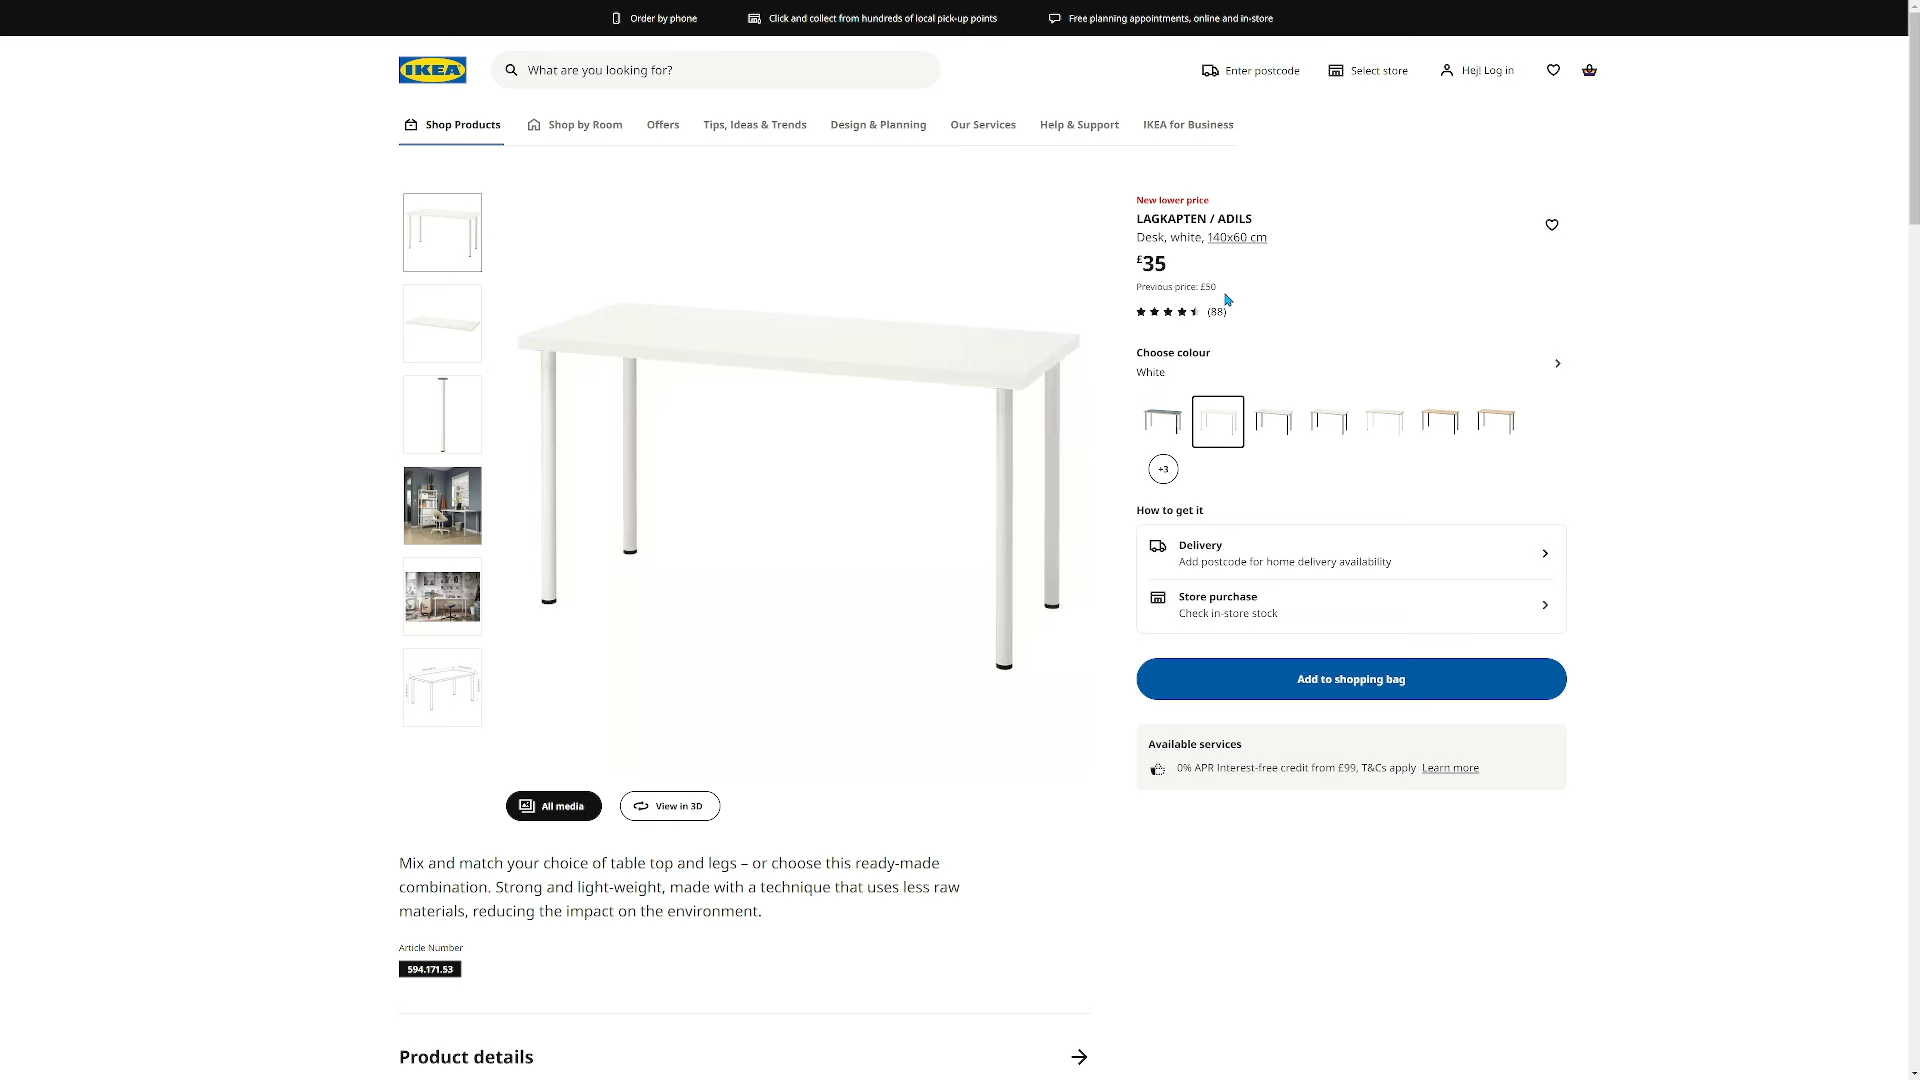 Order by phone
Click and collect from hundreds of local pick-up points
Free planning appointments, online and in-store
IKEA
What are you looking for?
Enter postcode
Select store
Hej! Log in
Shop Products
Shop by Room
Offers
Tips, Ideas & Trends
Design & Planning
Our Services
Help & Support
IKEA for Business
New lower price
LAGKAPTEN / ADILS
Desk, white, 140x60 cm
£35
Previous price: £50
(88)
Choose colour
White
+3
How to get it
Delivery
Add postcode for home delivery availability
Store purchase
Check in-store stock
Add to shopping bag
Available services
0% APR Interest-free credit from £99, T&Cs apply Learn more
All media
View in 3D
Mix and match your choice of table top and legs – or choose this ready-made
combination. Strong and light-weight, made with a technique that uses less raw
materials, reducing the impact on the environment.
Article Number
594.171.53
Product details